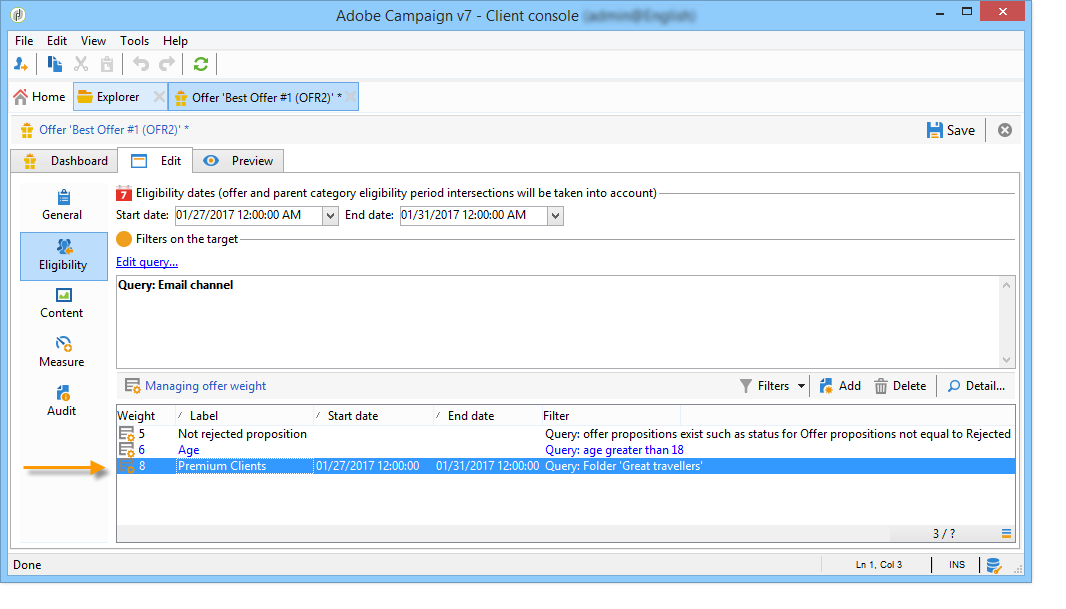 Adobe Campaign v7 - Client console
File Edit View Tools Help
Home Explorer Offer 'Best Offer #1 (OFR2)' *
Offer 'Best Offer #1 (OFR2)' * Save
Dashboard Edit Preview
General
Eligibility
Content
Measure
Audit
7 Eligibility dates (offer and parent category eligibility period intersections will be taken into account)
Start date: 01/27/2017 12:00:00 AM End date: 01/31/2017 12:00:00 AM
Filters on the target
Edit query...
Query: Email channel
Managing offer weight Filters Add Delete Detail...
Weight / Label / Start date / End date Filter
5 Not rejected proposition Query: offer propositions exist such as status for Offer propositions not equal to Rejected
6 Age Query: age greater than 18
8 Premium Clients 01/27/2017 12:00:00 01/31/2017 12:00:00 Query: Folder 'Great travellers'
3 / ?
Done Ln 1, Col 3 INS